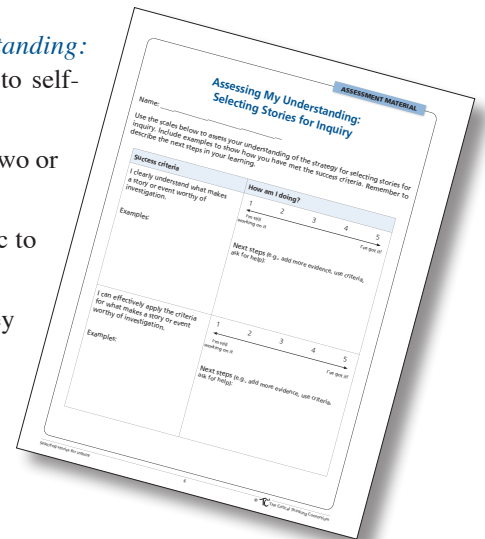 tanding:
to self-
wo or
c to
ey
ASSESSMENT MATERIAL
Assessing My Understanding:
Selecting Stories for Inquiry
Name:
Use the scales below to assess your understanding of the strategy for selecting stories for
inquiry. Include examples to show how you have met the success criteria. Remember to
describe the next steps in your learning.
Success criteria
How am I doing?
I clearly understand what makes
a story or event worthy of
investigation.
Examples:
1 2 3 4 5
I'm still
working on it
I've got it!
Next steps (e.g., add more evidence, use criteria,
ask for help):
I can effectively apply the criteria
for what makes a story or event
worthy of investigation.
Examples:
1 2 3 4 5
I'm still
working on it
I've got it!
Next steps (e.g., add more evidence, use criteria,
ask for help):
Selecting stories for inquiry
© The Critical Thinking Consortium